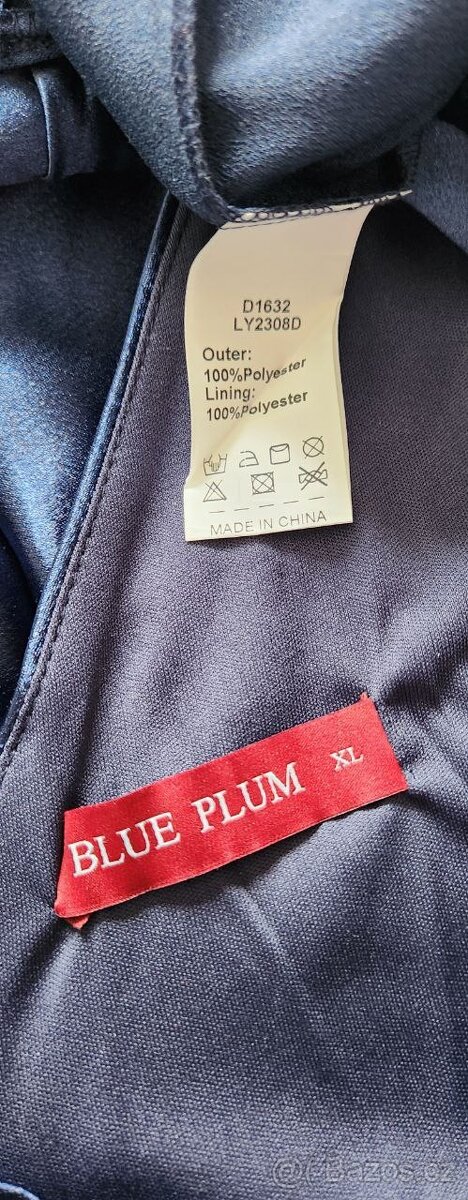 D1632
LY2308D
Outer:
100%Polyester
Lining:
100%Polyester
MADE IN CHINA
BLUE PLUM XL
©Bazos.cz